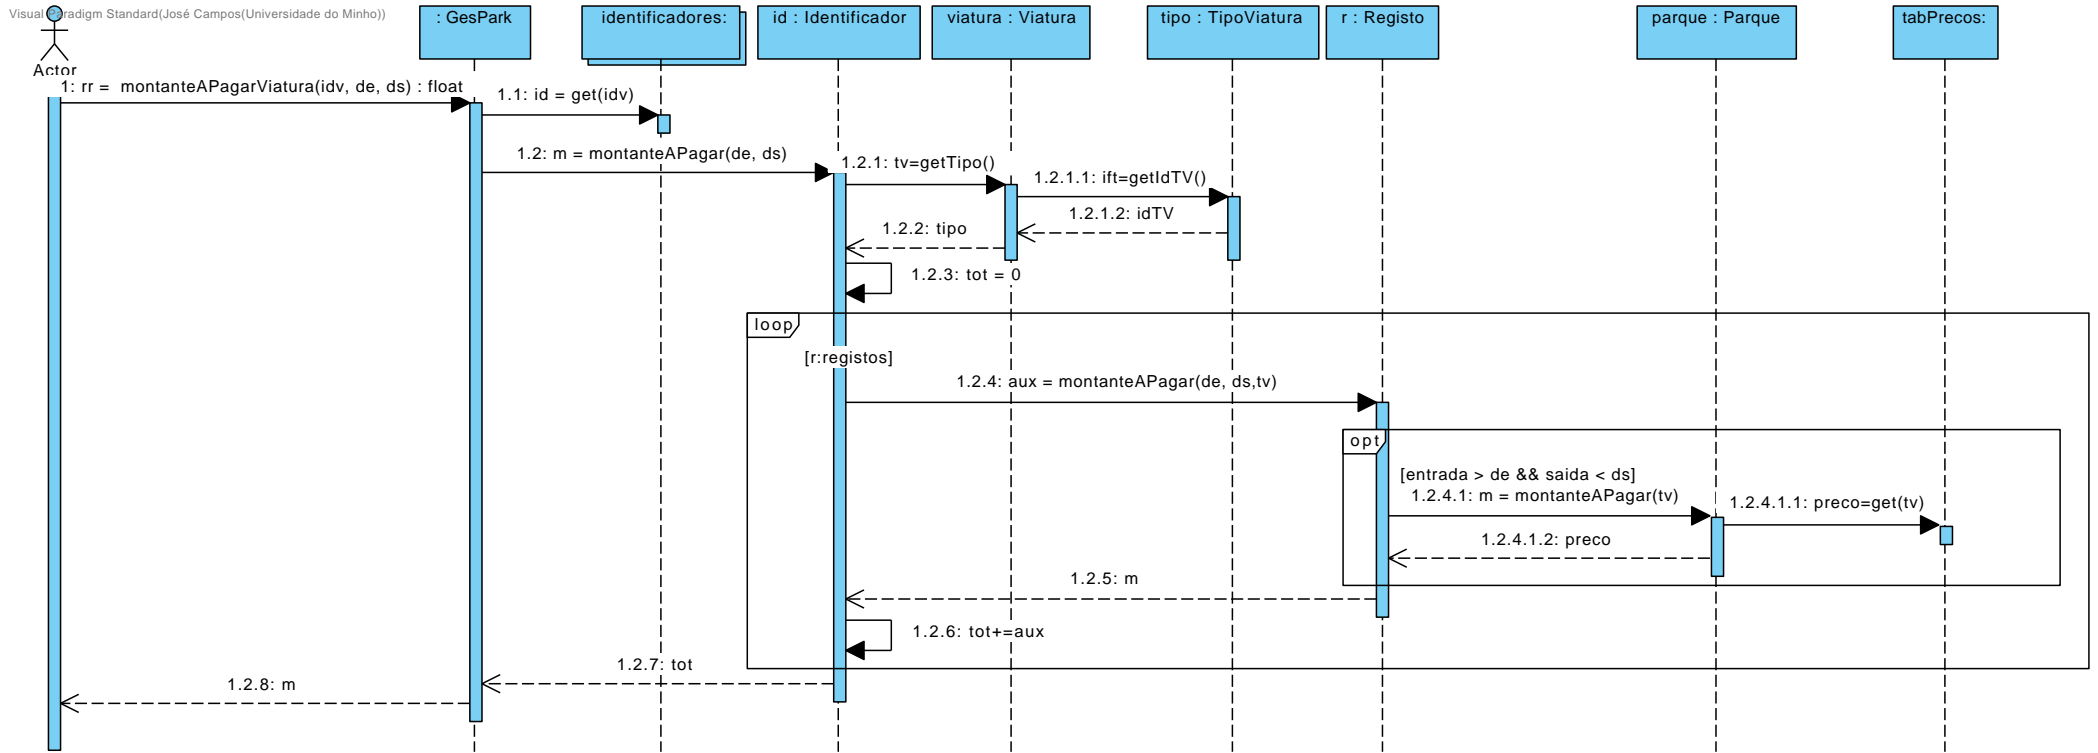 Visual Paradigm Standard(José Campos(Universidade do Minho))
: GesPark
identificadores:
id : Identificador
viatura : Viatura
tipo : TipoViatura
r : Registo
parque : Parque
tabPrecos:
Actor
1: rr = montanteAPagarViatura(idv, de, ds) : float
1.1: id = get(idv)
1.2: m = montanteAPagar(de, ds)
1.2.1: tv=getTipo()
1.2.1.1: ift=getIdTV()
1.2.1.2: idTV
1.2.2: tipo
1.2.3: tot = 0
loop
[r:registos]
1.2.4: aux = montanteAPagar(de, ds,tv)
opt
[entrada > de && saida < ds]
1.2.4.1: m = montanteAPagar(tv)
1.2.4.1.1: preco=get(tv)
1.2.4.1.2: preco
1.2.5: m
1.2.6: tot+=aux
1.2.7: tot
1.2.8: m